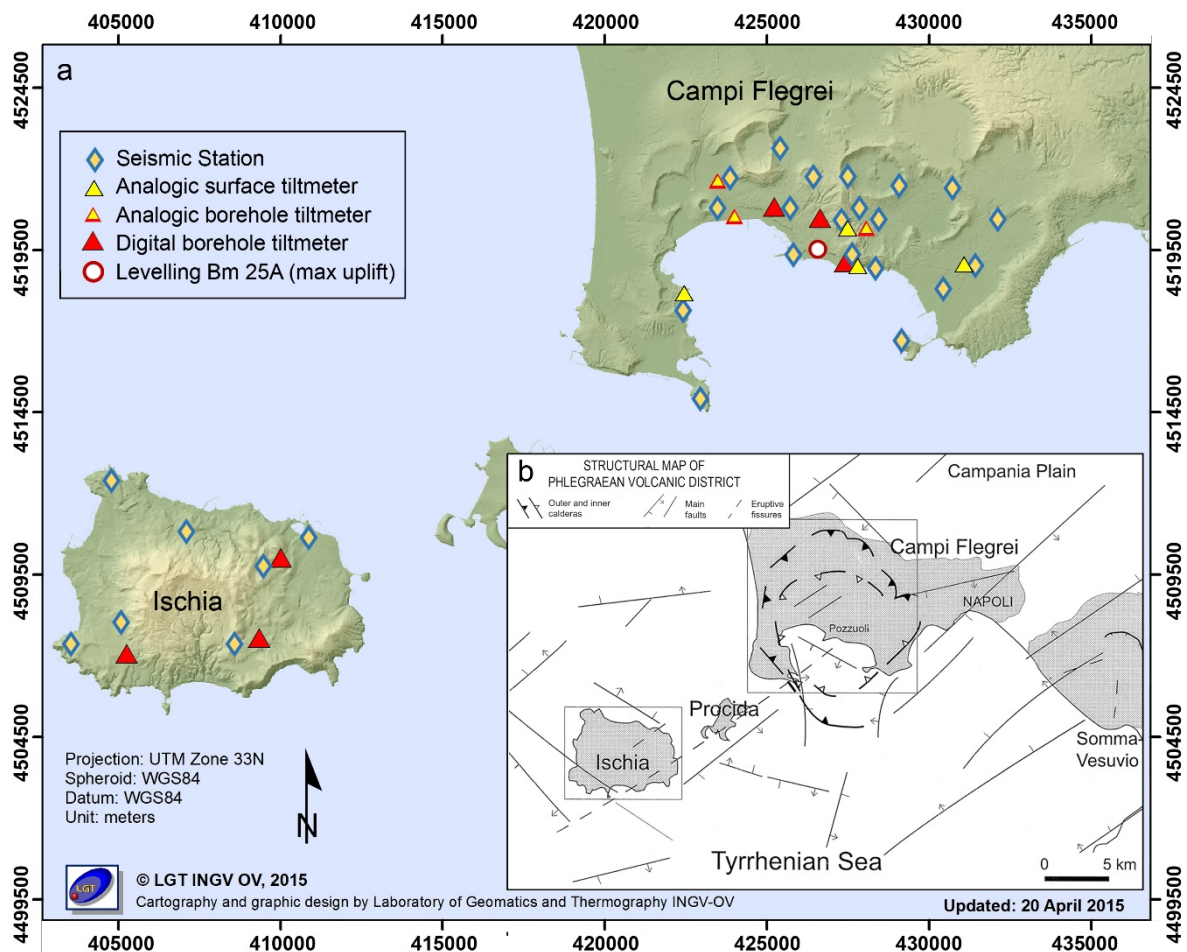 405000 410000 415000 420000 425000 430000 435000
a
Campi Flegrei
4524500
4524500
Seismic Station
Analogic surface tiltmeter
Analogic borehole tiltmeter
Digital borehole tiltmeter
Levelling Bm 25A (max uplift)
4519500
4519500
4514500
4514500
b
STRUCTURAL MAP OF
PHLEGRAEAN VOLCANIC DISTRICT
Outer and inner
calderas
Main
faults
Eruptive
fissures
Campania Plain
Campi Flegrei
NAPOLI
Pozzuoli
Procida
Ischia
Somma-
Vesuvio
Tyrrhenian Sea
0 5 km
4509500
4509500
Ischia
4504500
4504500
Projection: UTM Zone 33N
Spheroid: WGS84
Datum: WGS84
Unit: meters
N
LGT
© LGT INGV OV, 2015
Cartography and graphic design by Laboratory of Geomatics and Thermography INGV-OV
Updated: 20 April 2015
4499500
4499500
405000 410000 415000 420000 425000 430000 435000